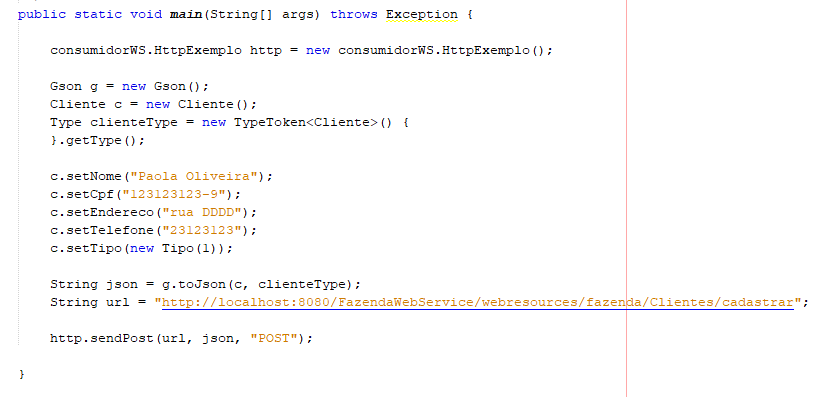 public static void main(String[] args) throws Exception {
consumidorWS.HttpExemplo http = new consumidorWS.HttpExemplo();
Gson g = new Gson();
Cliente c = new Cliente();
Type clienteType = new TypeToken<Cliente>() {
}.getType();
c.setNome("Paola Oliveira");
c.setCpf("123123123-9");
c.setEndereco("rua DDDD");
c.setTelefone("23123123");
c.setTipo(new Tipo(1));
String json = g.toJson(c, clienteType);
String url = "http://localhost:8080/FazendaWebService/webresources/fazenda/Clientes/cadastrar";
http.sendPost(url, json, "POST");
}